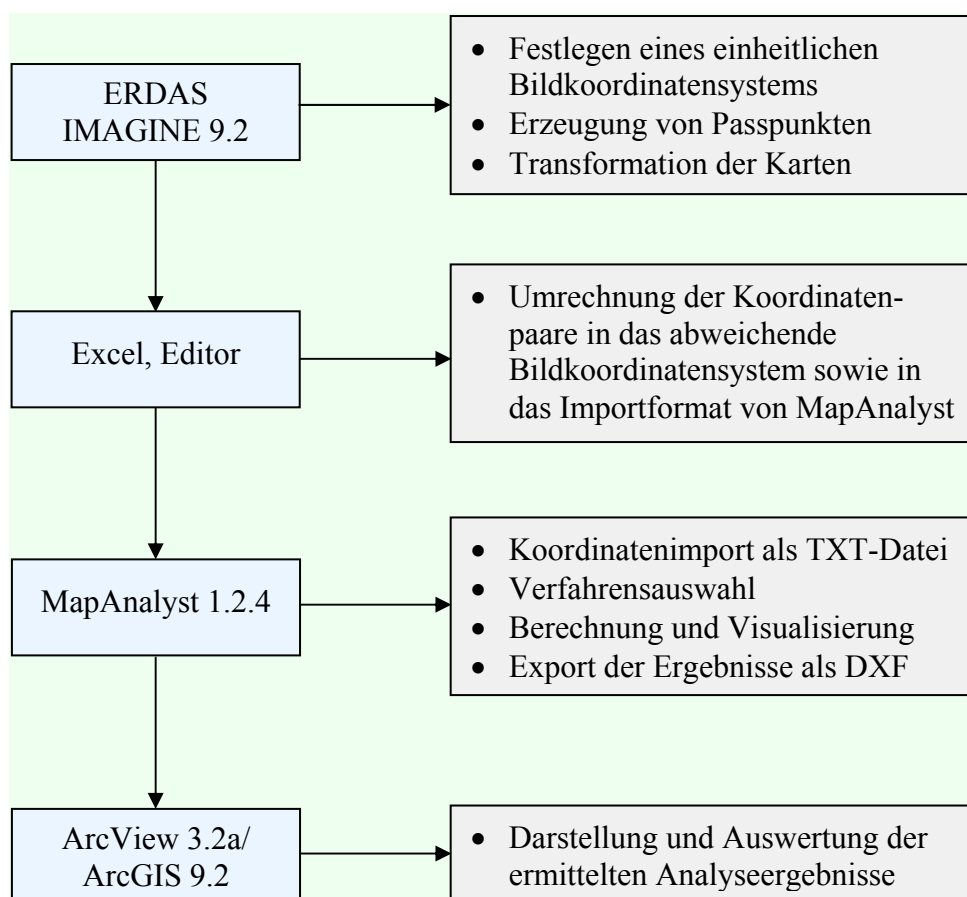 ERDAS
IMAGINE 9.2
• Festlegen eines einheitlichen
Bildkoordinatensystems
• Erzeugung von Passpunkten
• Transformation der Karten
Excel, Editor
• Umrechnung der Koordinaten-
paare in das abweichende
Bildkoordinatensystem sowie in
das Importformat von MapAnalyst
MapAnalyst 1.2.4
• Koordinatenimport als TXT-Datei
• Verfahrensauswahl
• Berechnung und Visualisierung
• Export der Ergebnisse als DXF
ArcView 3.2a/
ArcGIS 9.2
• Darstellung und Auswertung der
ermittelten Analyseergebnisse